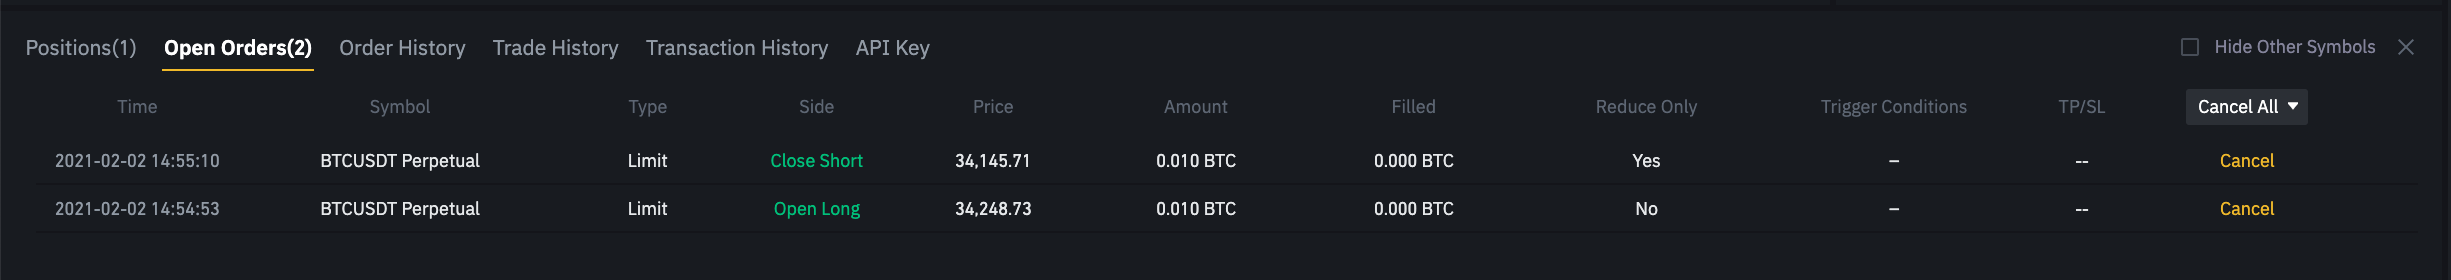 Positions(1) Open Orders(2) Order History Trade History Transaction History API Key Hide Other Symbols
Time Symbol Type Side Price Amount Filled Reduce Only Trigger Conditions TP/SL Cancel All
2021-02-02 14:55:10 BTCUSDT Perpetual Limit Close Short 34,145.71 0.010 BTC 0.000 BTC Yes – -- Cancel
2021-02-02 14:54:53 BTCUSDT Perpetual Limit Open Long 34,248.73 0.010 BTC 0.000 BTC No – -- Cancel